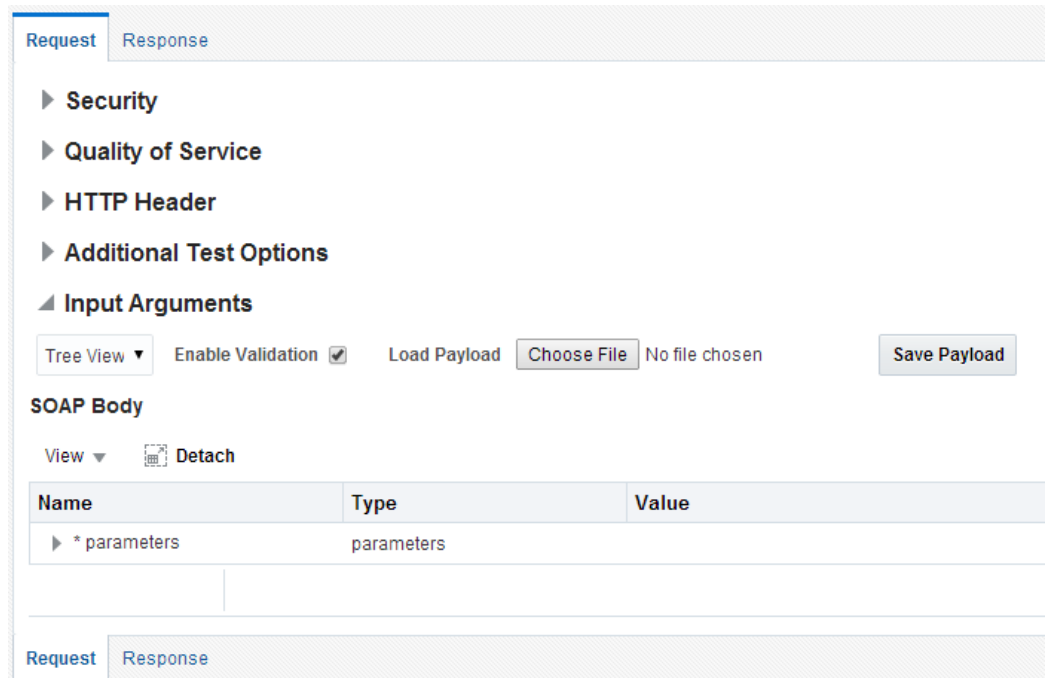 Request Response
Security
Quality of Service
HTTP Header
Additional Test Options
Input Arguments
Tree View Enable Validation Load Payload Choose File No file chosen Save Payload
SOAP Body
View Detach
Name Type Value
* parameters parameters
Request Response